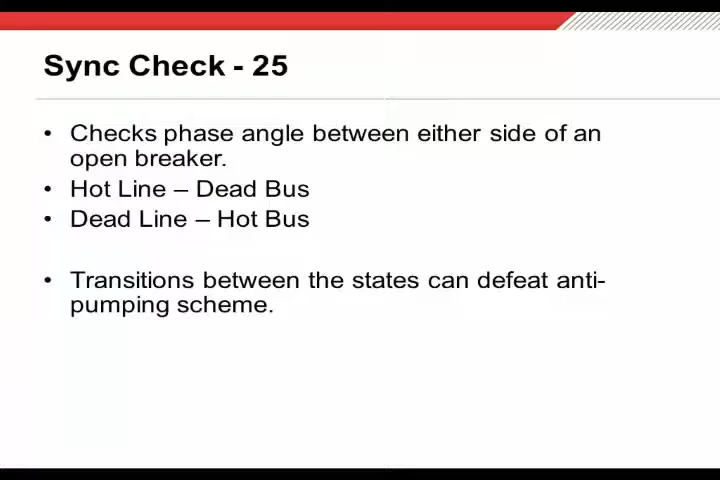 Sync Check - 25
• Checks phase angle between either side of an
open breaker.
• Hot Line – Dead Bus
• Dead Line – Hot Bus
• Transitions between the states can defeat anti-
pumping scheme.